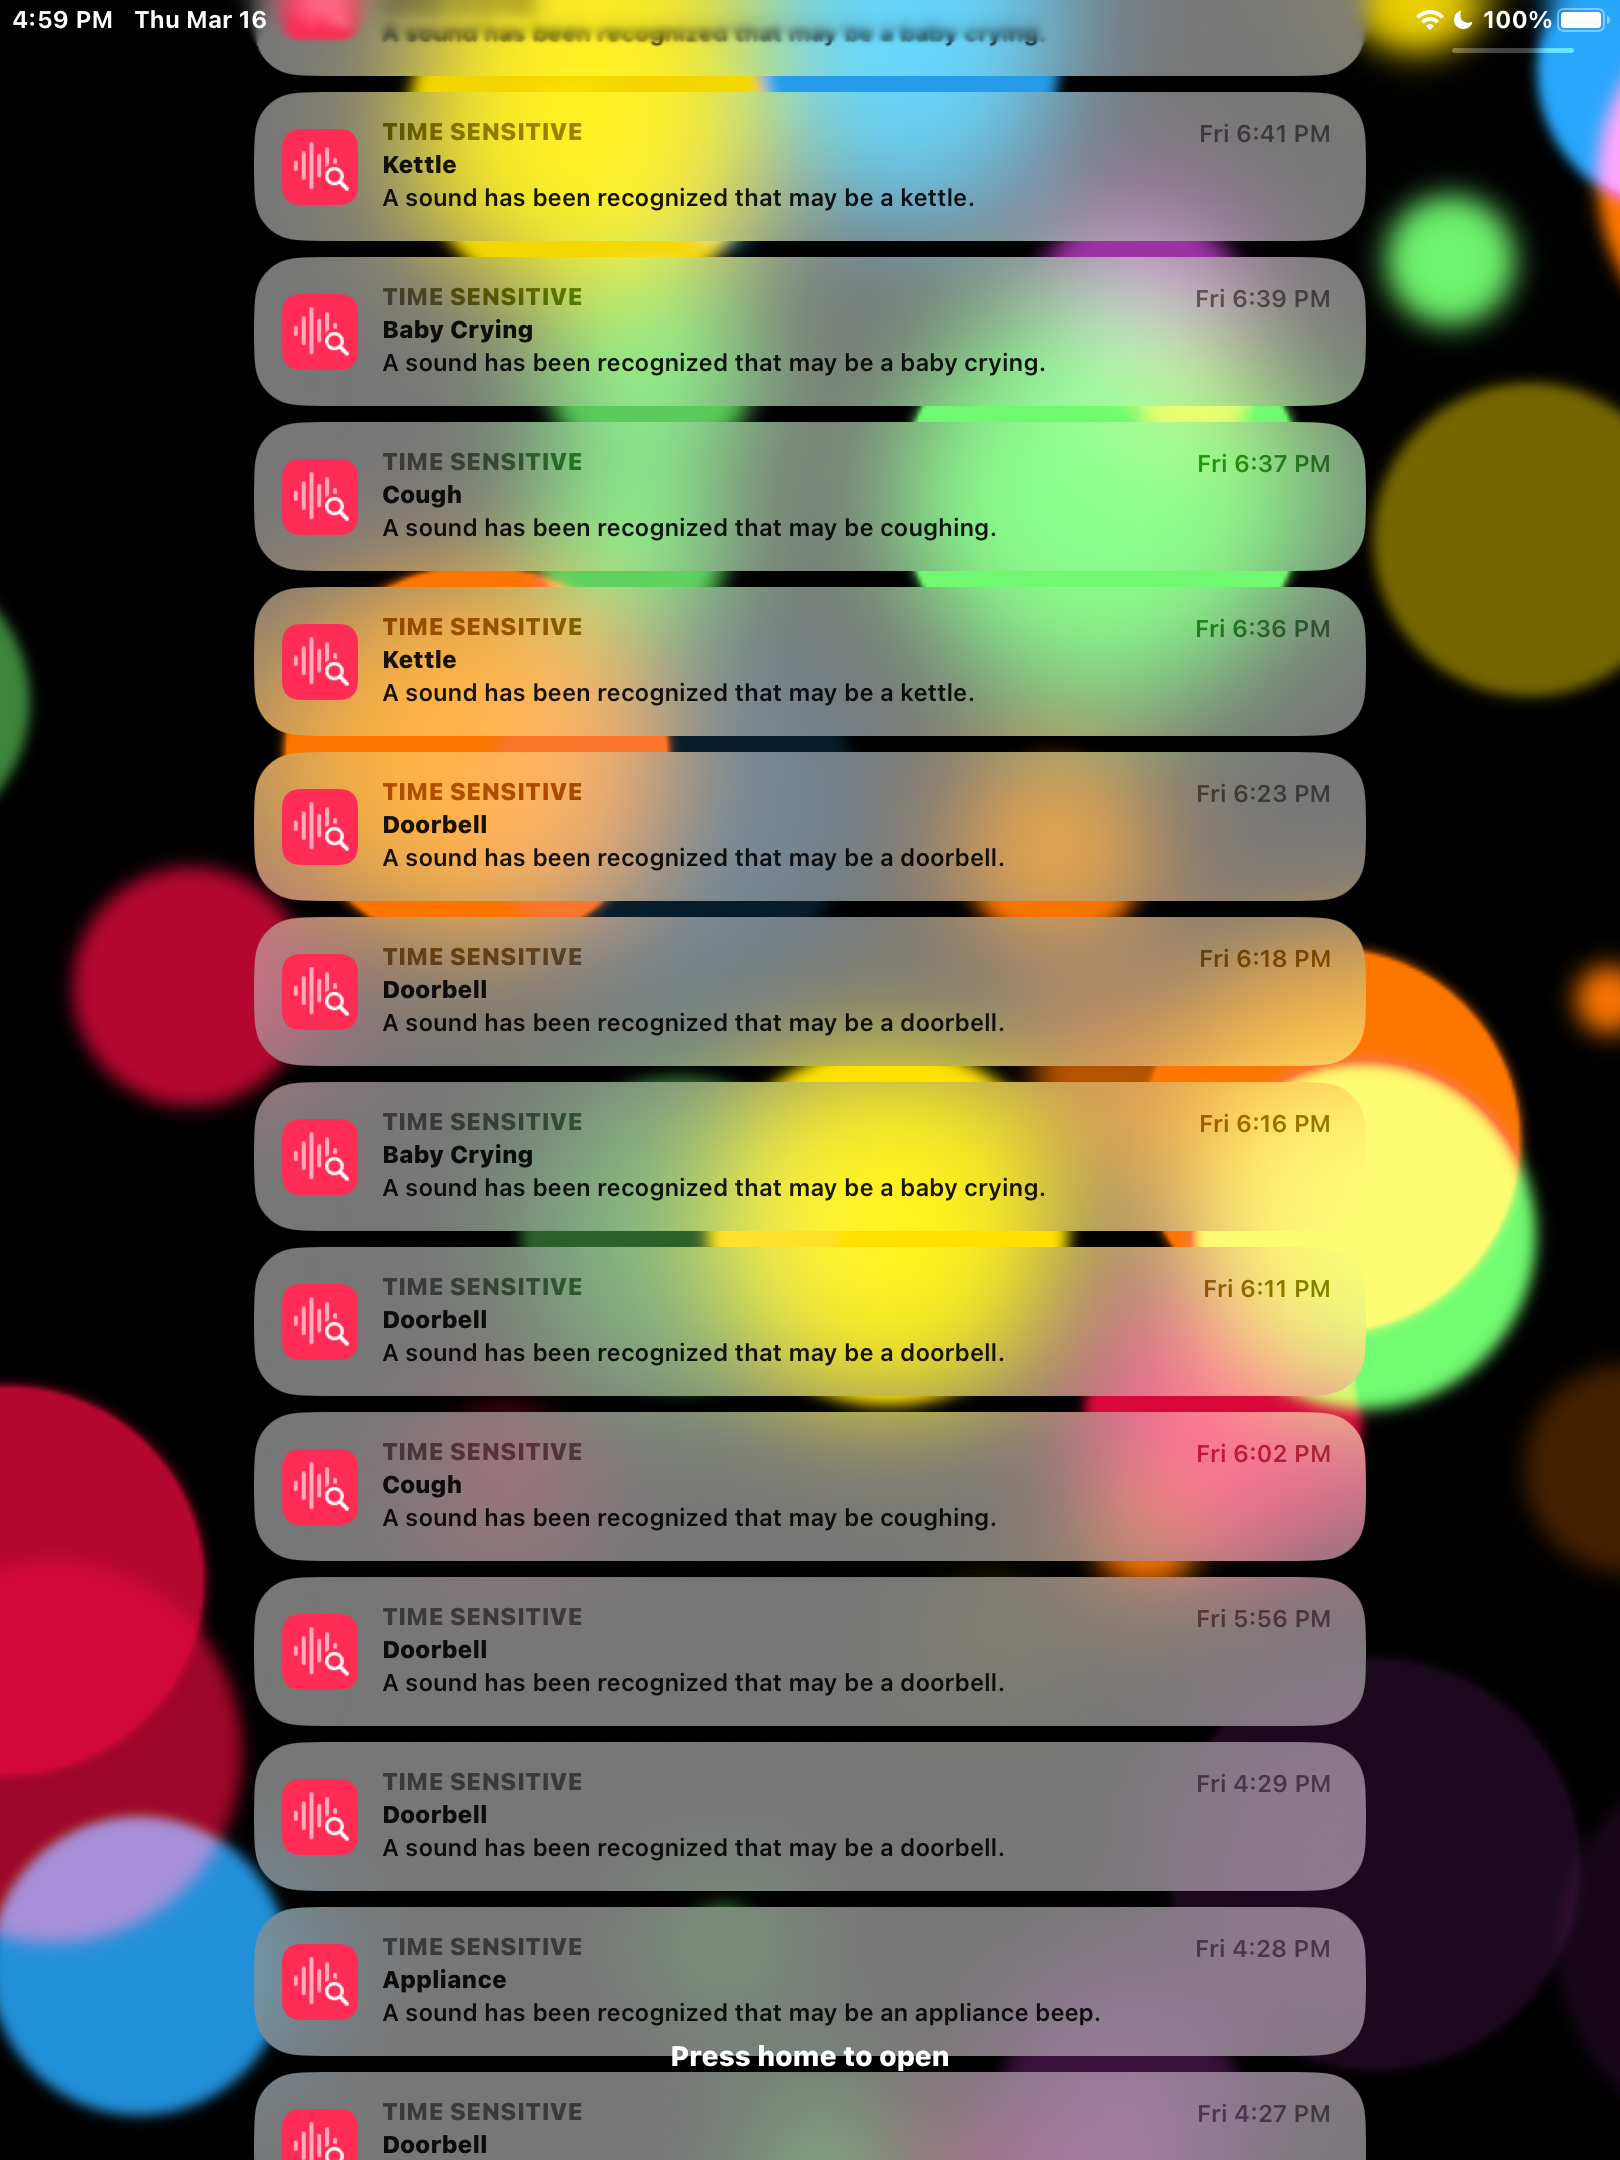 4:59 PM Thu Mar 16 100%
A sound has been recognized that may be a baby crying.
TIME SENSITIVE Fri 6:41 PM
Kettle
A sound has been recognized that may be a kettle.
TIME SENSITIVE Fri 6:39 PM
Baby Crying
A sound has been recognized that may be a baby crying.
TIME SENSITIVE Fri 6:37 PM
Cough
A sound has been recognized that may be coughing.
TIME SENSITIVE Fri 6:36 PM
Kettle
A sound has been recognized that may be a kettle.
TIME SENSITIVE Fri 6:23 PM
Doorbell
A sound has been recognized that may be a doorbell.
TIME SENSITIVE Fri 6:18 PM
Doorbell
A sound has been recognized that may be a doorbell.
TIME SENSITIVE Fri 6:16 PM
Baby Crying
A sound has been recognized that may be a baby crying.
TIME SENSITIVE Fri 6:11 PM
Doorbell
A sound has been recognized that may be a doorbell.
TIME SENSITIVE Fri 6:02 PM
Cough
A sound has been recognized that may be coughing.
TIME SENSITIVE Fri 5:56 PM
Doorbell
A sound has been recognized that may be a doorbell.
TIME SENSITIVE Fri 4:29 PM
Doorbell
A sound has been recognized that may be a doorbell.
TIME SENSITIVE Fri 4:28 PM
Appliance
A sound has been recognized that may be an appliance beep.
Press home to open
TIME SENSITIVE Fri 4:27 PM
Doorbell